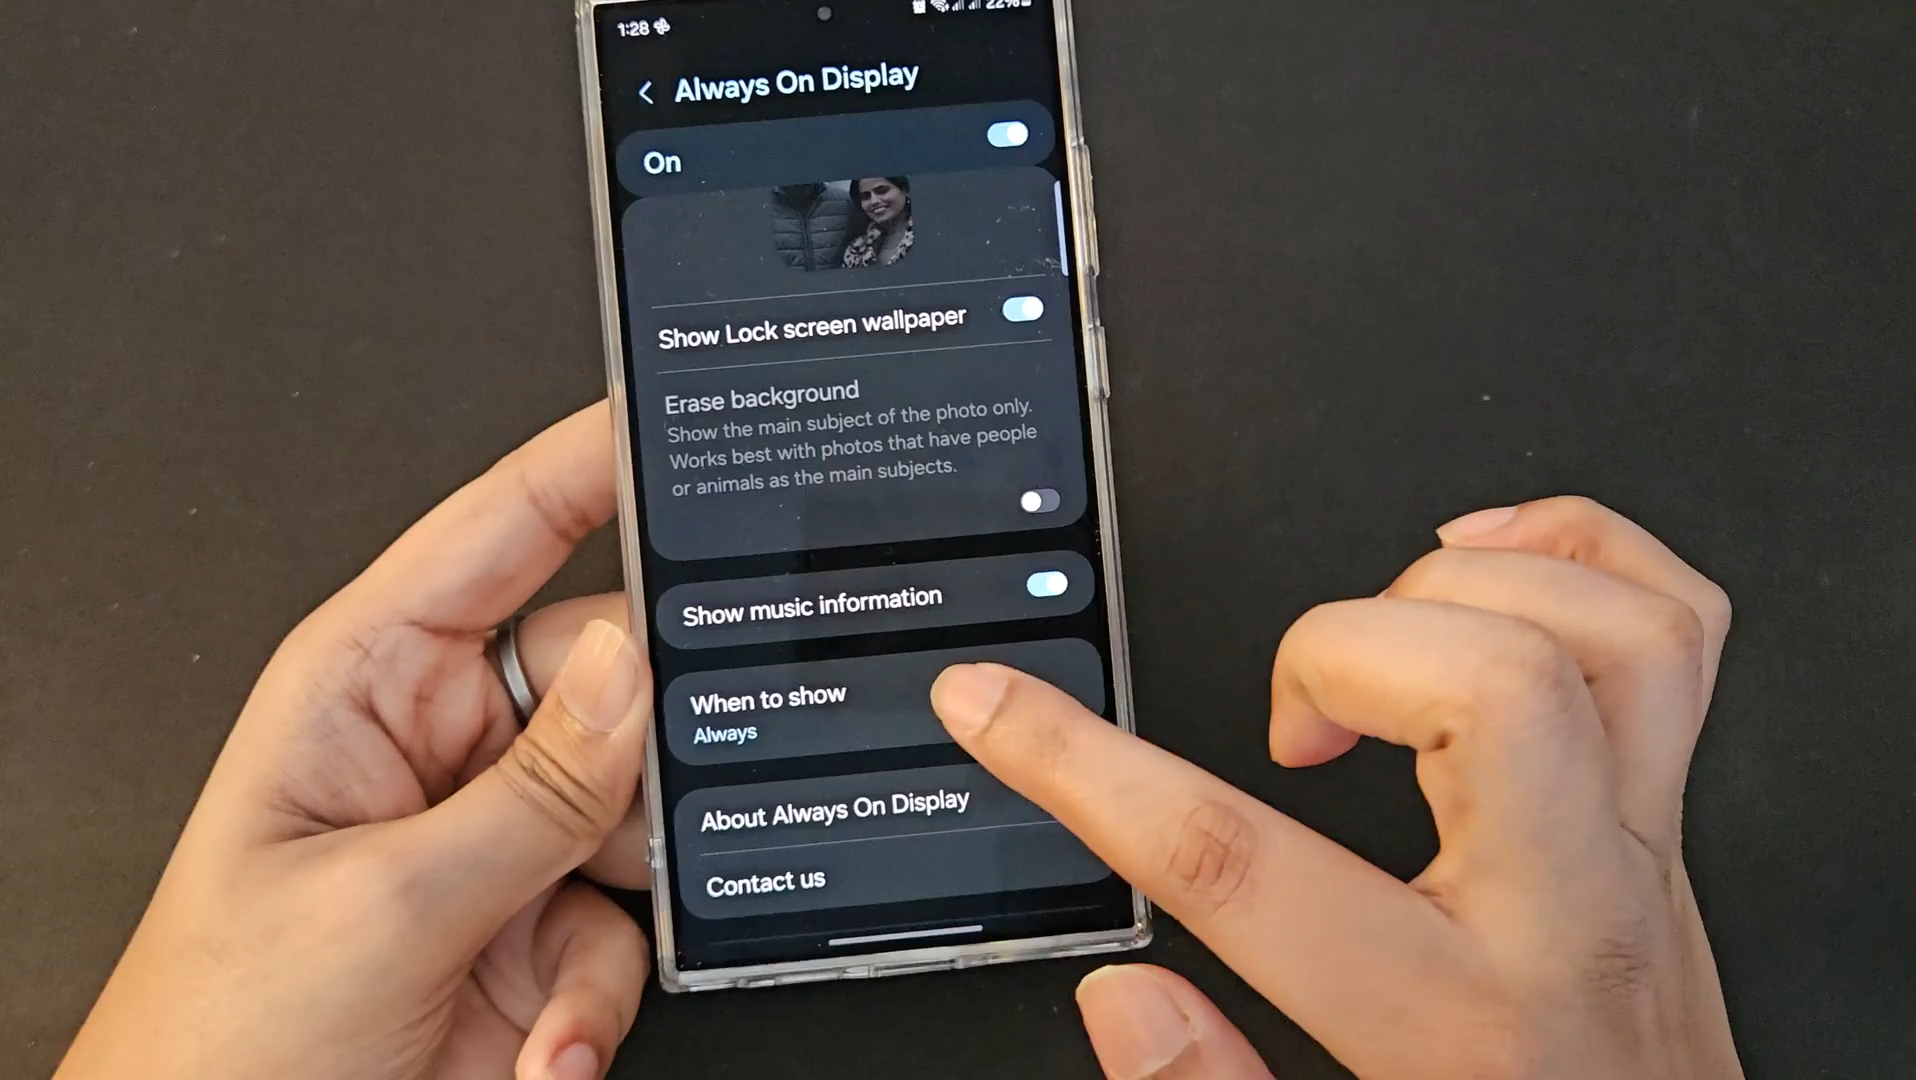 1:28
22%
Always On Display
On
Show Lock screen wallpaper
Erase background
Show the main subject of the photo only.
Works best with photos that have people
or animals as the main subjects.
Show music information
When to show
Always
About Always On Display
Contact us